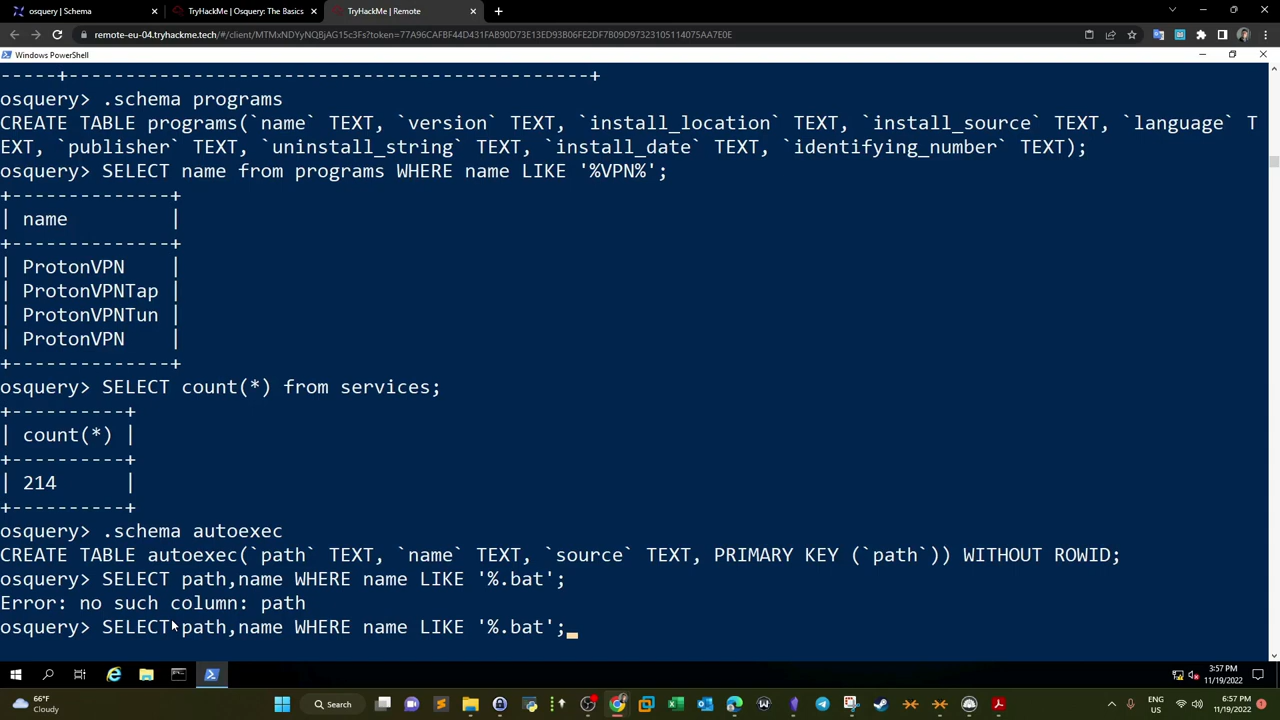 osquery | Schema
TryHackMe | Osquery: The Basics
TryHackMe | Remote
remote-eu-04.tryhackme.tech/#/client/MTMxNDYyNQBjAG15c3Fs?token=77A96CAFBF44D431AB90D73E13ED93BF9068FE2DF7B09D97323105114075AA7E0E
Windows PowerShell
-----+-------------------------------------------------+
osquery> .schema programs
CREATE TABLE programs(`name` TEXT, `version` TEXT, `install_location` TEXT, `install_source` TEXT, `language` T
EXT, `publisher` TEXT, `uninstall_string` TEXT, `install_date` TEXT, `identifying_number` TEXT);
osquery> SELECT name from programs WHERE name LIKE '%VPN%';
+--------------+
| name         |
+--------------+
| ProtonVPN    |
| ProtonVPNTap |
| ProtonVPNTun |
| ProtonVPN    |
+--------------+
osquery> SELECT count(*) from services;
+----------+
| count(*) |
+----------+
| 214      |
+----------+
osquery> .schema autoexec
CREATE TABLE autoexec(`path` TEXT, `name` TEXT, `source` TEXT, PRIMARY KEY (`path`)) WITHOUT ROWID;
osquery> SELECT path,name WHERE name LIKE '%.bat';
Error: no such column: path
osquery> SELECT path,name WHERE name LIKE '%.bat';
3:57 PM
11/19/2022
66°F
Cloudy
Search
ENG
US
6:57 PM
11/19/2022